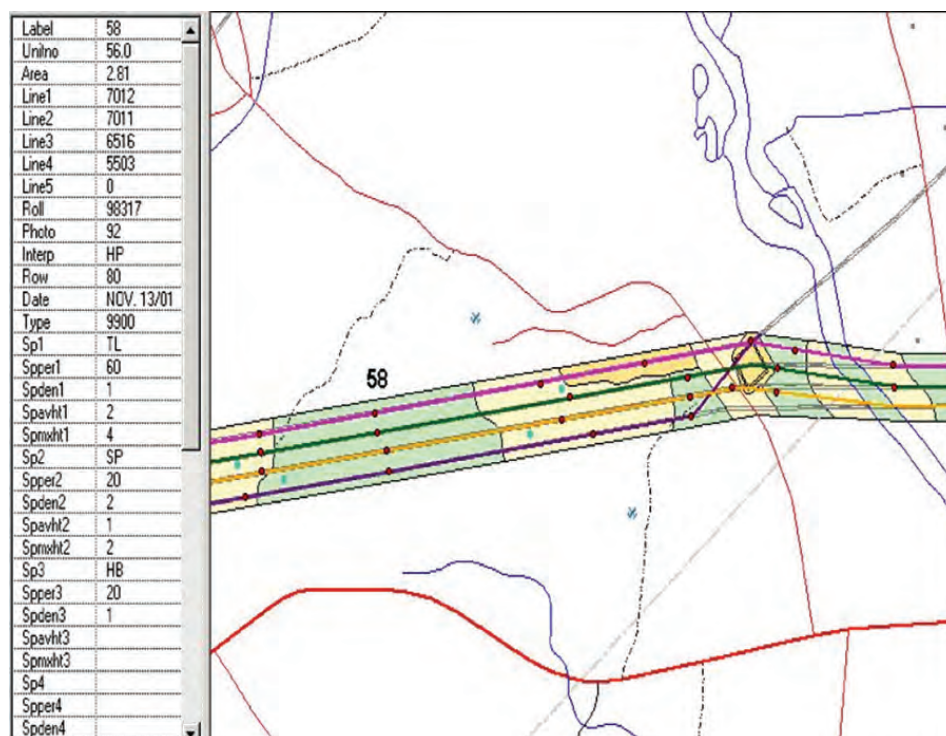 Label 58
Unitno 56.0
Area 2.81
Line1 7012
Line2 7011
Line3 6516
Line4 5503
Line5 0
Roll 98317
Photo 92
Interp HP
Row 80
Date NOV. 13/01
Type 9900
Sp1 TL
Spper1 60
Spden1 1
Spavht1 2
Spmxht1 4
Sp2 SP
Spper2 20
Spden2 2
Spavht2 1
Spmxht2 2
Sp3 HB
Spper3 20
Spden3 1
Spavht3
Spmxht3
Sp4
Spper4
Spden4
58